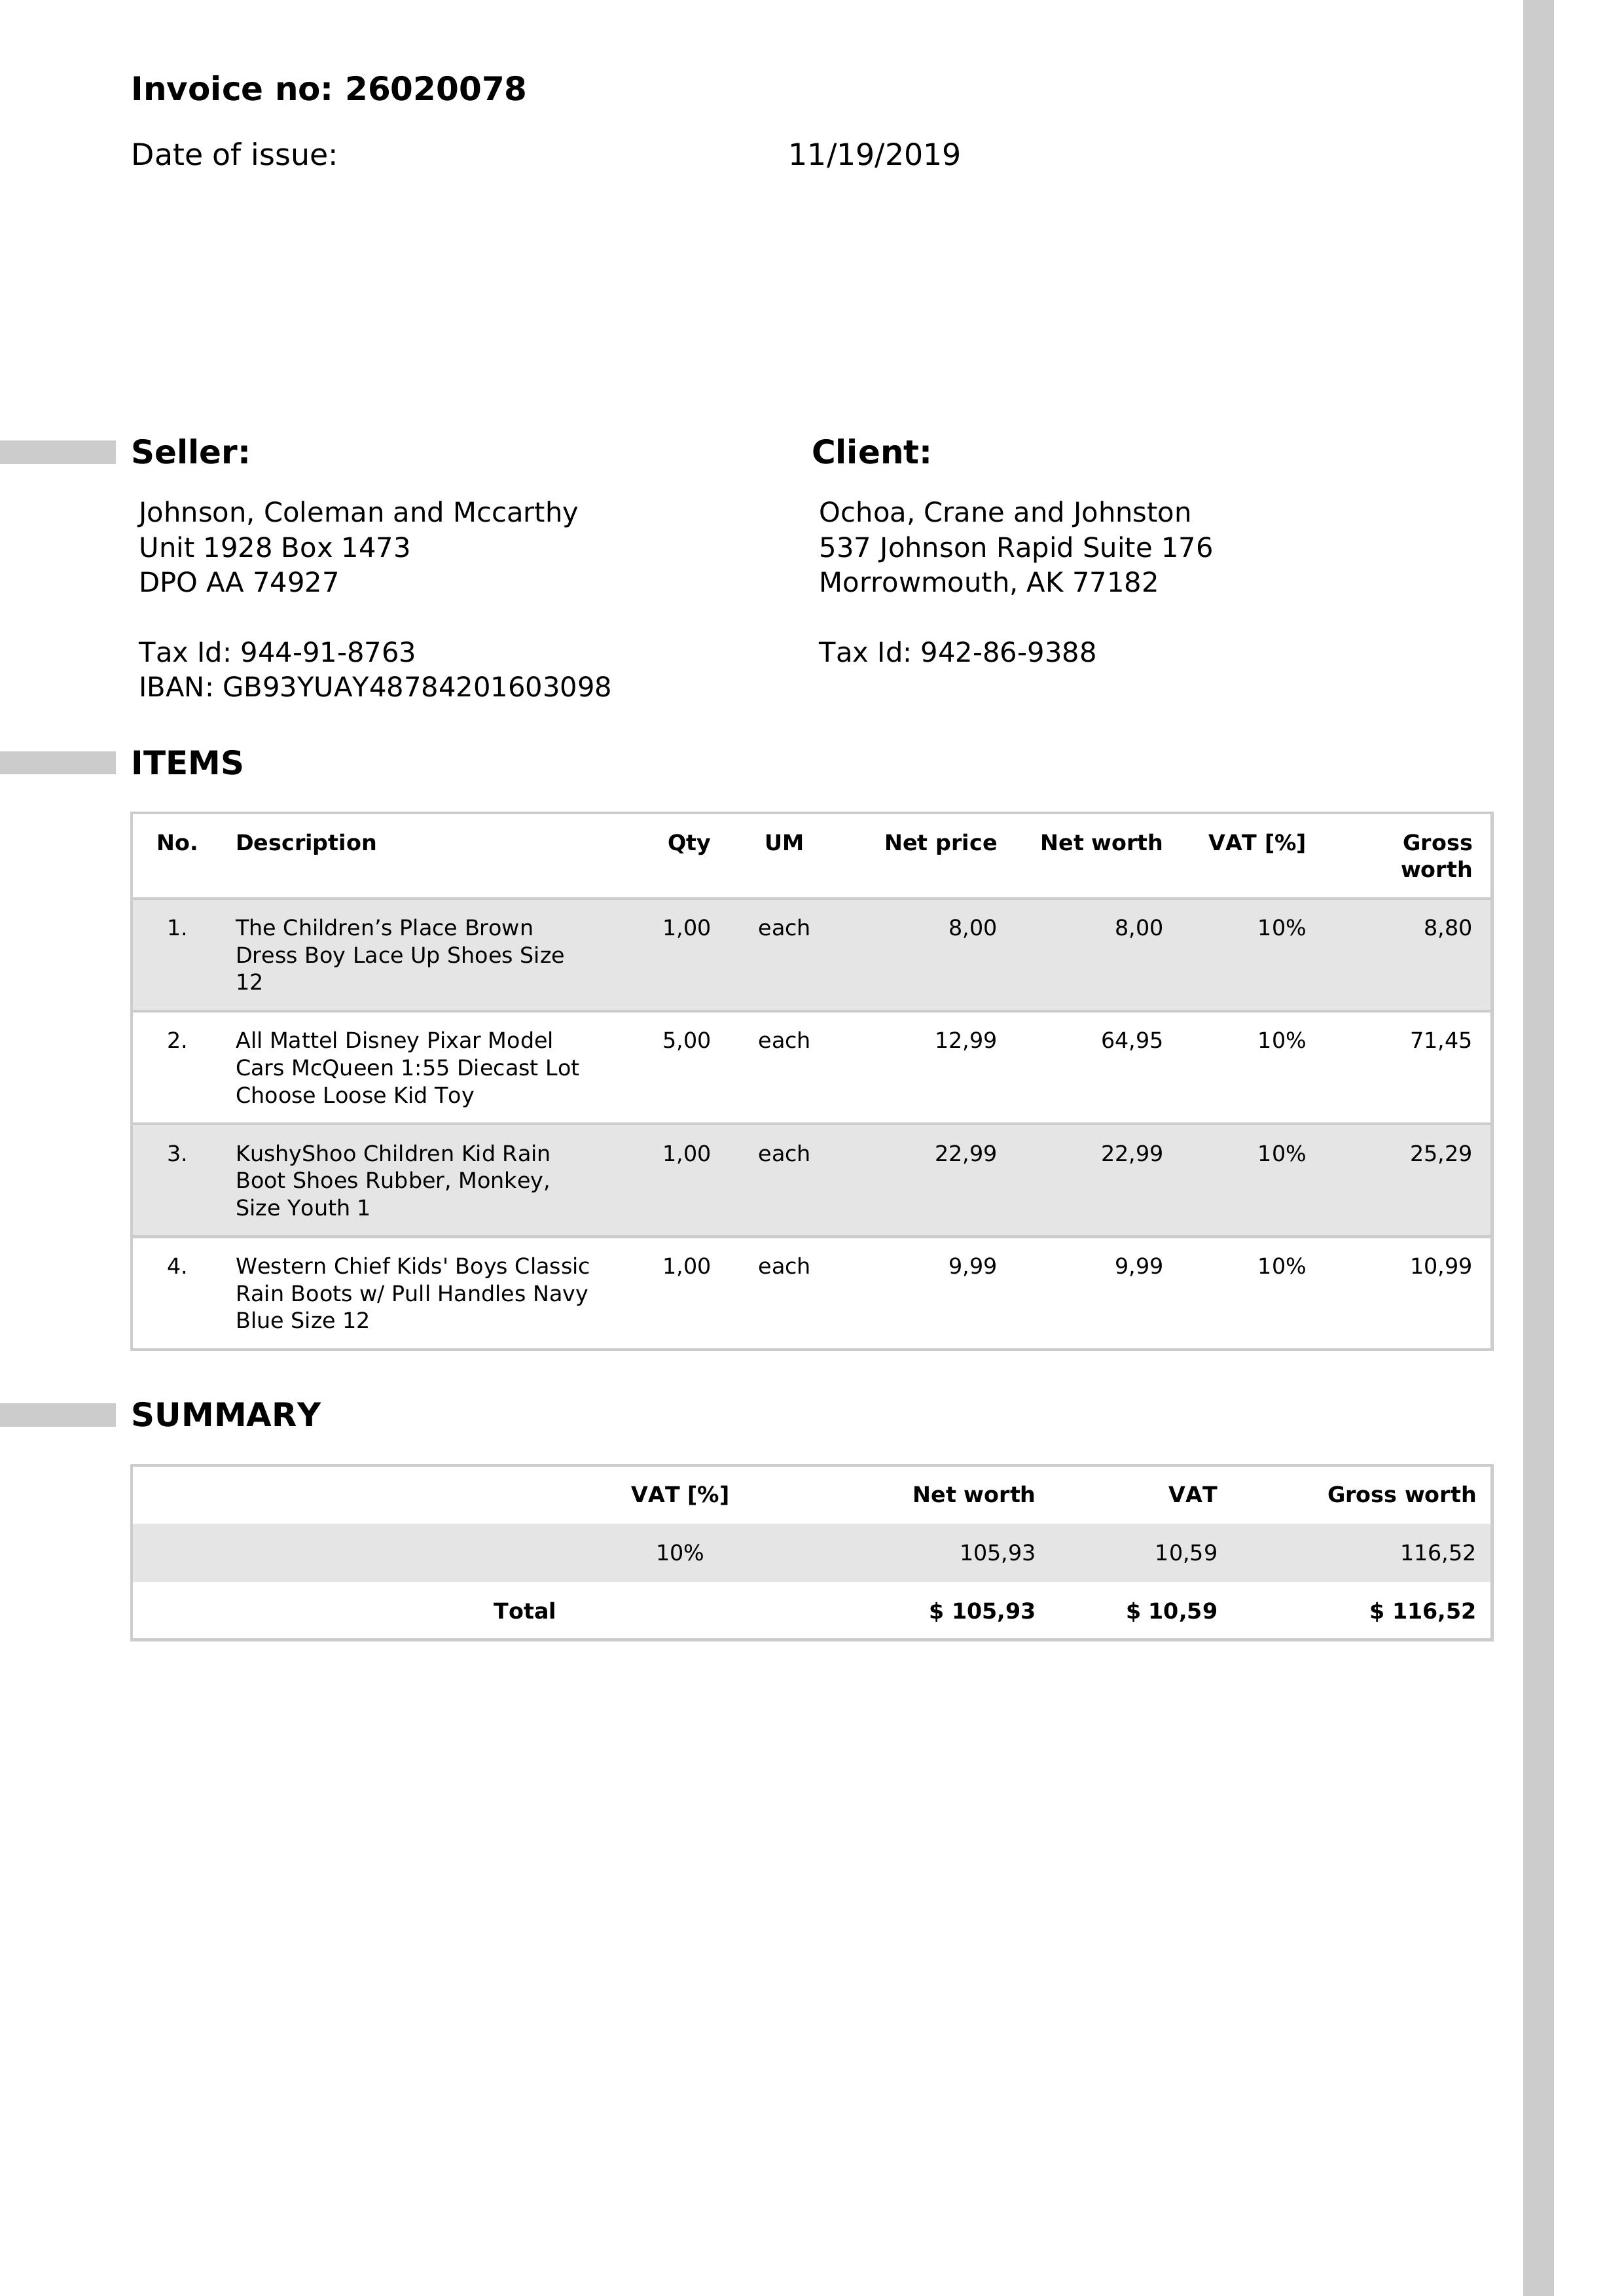 Invoice no: 26020078
Date of issue: 11/19/2019
Seller:
Johnson, Coleman and Mccarthy
Unit 1928 Box 1473
DPO AA 74927
Tax Id: 944-91-8763
IBAN: GB93YUAY48784201603098
Client:
Ochoa, Crane and Johnston
537 Johnson Rapid Suite 176
Morrowmouth, AK 77182
Tax Id: 942-86-9388
ITEMS
No. Description Qty UM Net price Net worth VAT [%] Gross
worth
1. The Children’s Place Brown 1,00 each 8,00 8,00 10% 8,80
Dress Boy Lace Up Shoes Size
12
2. All Mattel Disney Pixar Model 5,00 each 12,99 64,95 10% 71,45
Cars McQueen 1:55 Diecast Lot
Choose Loose Kid Toy
3. KushyShoo Children Kid Rain 1,00 each 22,99 22,99 10% 25,29
Boot Shoes Rubber, Monkey,
Size Youth 1
4. Western Chief Kids' Boys Classic 1,00 each 9,99 9,99 10% 10,99
Rain Boots w/ Pull Handles Navy
Blue Size 12
SUMMARY
VAT [%] Net worth VAT Gross worth
10% 105,93 10,59 116,52
Total $ 105,93 $ 10,59 $ 116,52